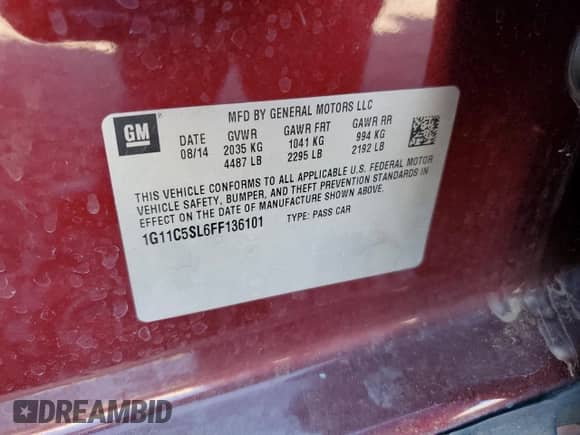 GM
MFD BY GENERAL MOTORS LLC
DATE GVWR GAWR FRT GAWR RR
08/14 2035 KG 1041 KG 994 KG
4487 LB 2295 LB 2192 LB
THIS VEHICLE CONFORMS TO ALL APPLICABLE U.S. FEDERAL MOTOR
VEHICLE SAFETY, BUMPER, AND THEFT PREVENTION STANDARDS IN
EFFECT ON THE DATE OF MANUFACTURE SHOWN ABOVE.
1G11C5SL6FF136101 TYPE: PASS CAR
DREAMBID